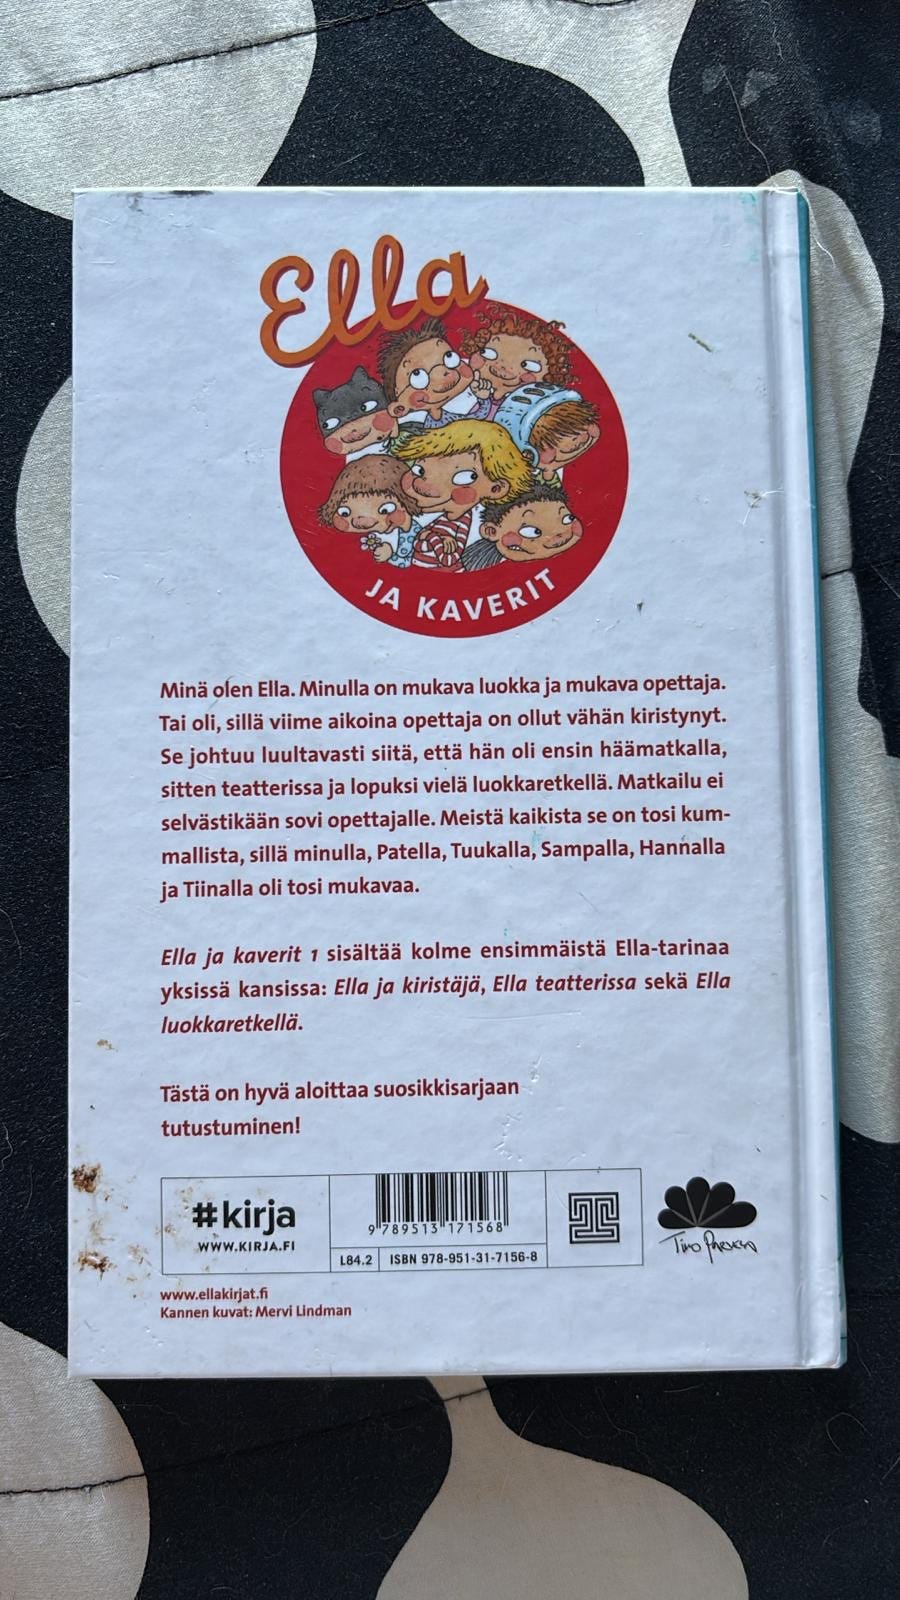 Ella
JA KAVERIT
Minä olen Ella. Minulla on mukava luokka ja mukava opettaja.
Tai oli, sillä viime aikoina opettaja on ollut vähän kiristynyt.
Se johtuu luultavasti siitä, että hän oli ensin häämatkalla,
sitten teatterissa ja lopuksi vielä luokkaretkellä. Matkailu ei
selvästikään sovi opettajalle. Meistä kaikista se on tosi kum-
mallista, sillä minulla, Patella, Tuukalla, Sampalla, Hannalla
ja Tiinalla oli tosi mukavaa.
Ella ja kaverit 1 sisältää kolme ensimmäistä Ella-tarinaa
yksissä kansissa: Ella ja kiristäjä, Ella teatterissa sekä Ella
luokkaretkellä.
Tästä on hyvä aloittaa suosikkisarjaan
tutustuminen!
#kirja
WWW.KIRJA.FI
9 789513 171568
L84.2 ISBN 978-951-31-7156-8
Timo Parvela
www.ellakirjat.fi
Kannen kuvat: Mervi Lindman